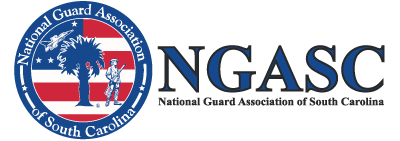 National Guard Association
of South Carolina
NGASC
National Guard Association of South Carolina